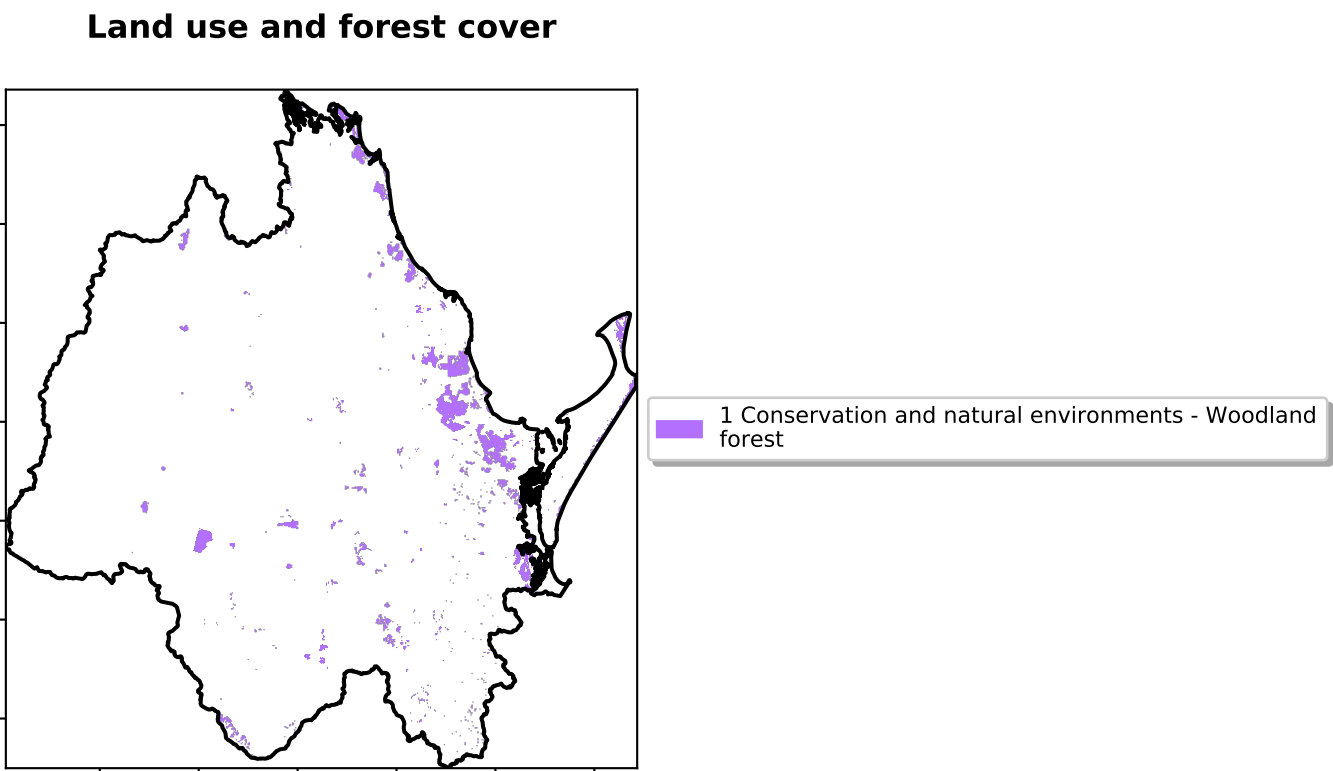 Land use and forest cover
1 Conservation and natural environments - Woodland
forest